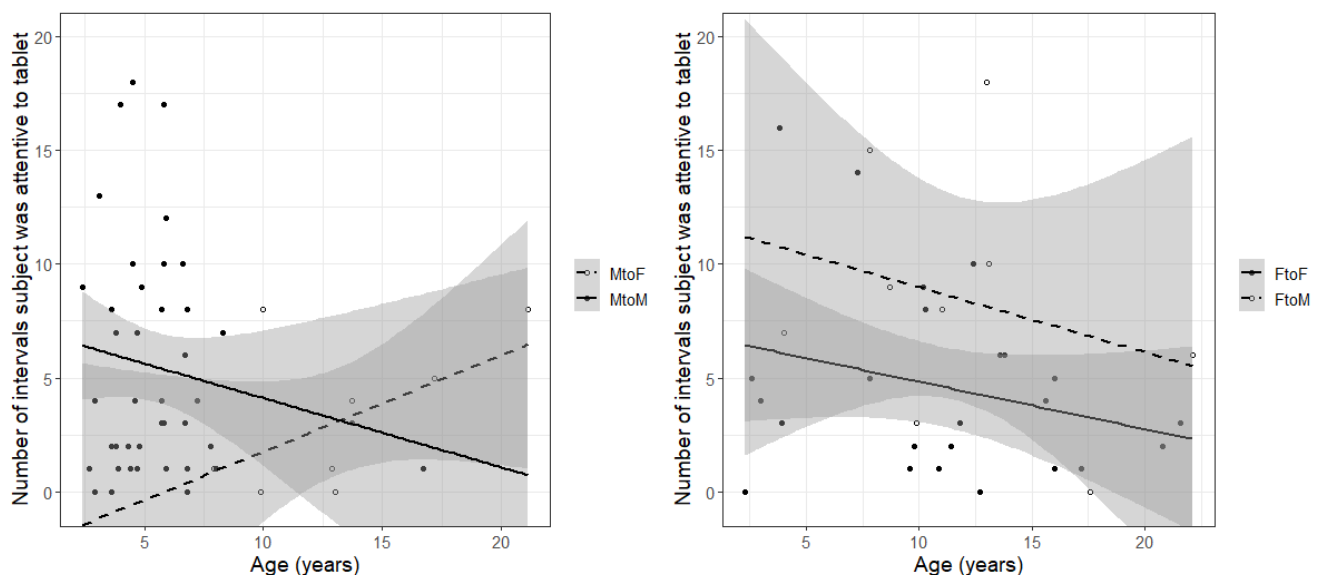 Number of intervals subject was attentive to tablet
20
15
10
5
0
5
10
15
20
Age (years)
MtoF
MtoM
Number of intervals subject was attentive to tablet
20
15
10
5
0
5
10
15
20
Age (years)
FtoF
FtoM